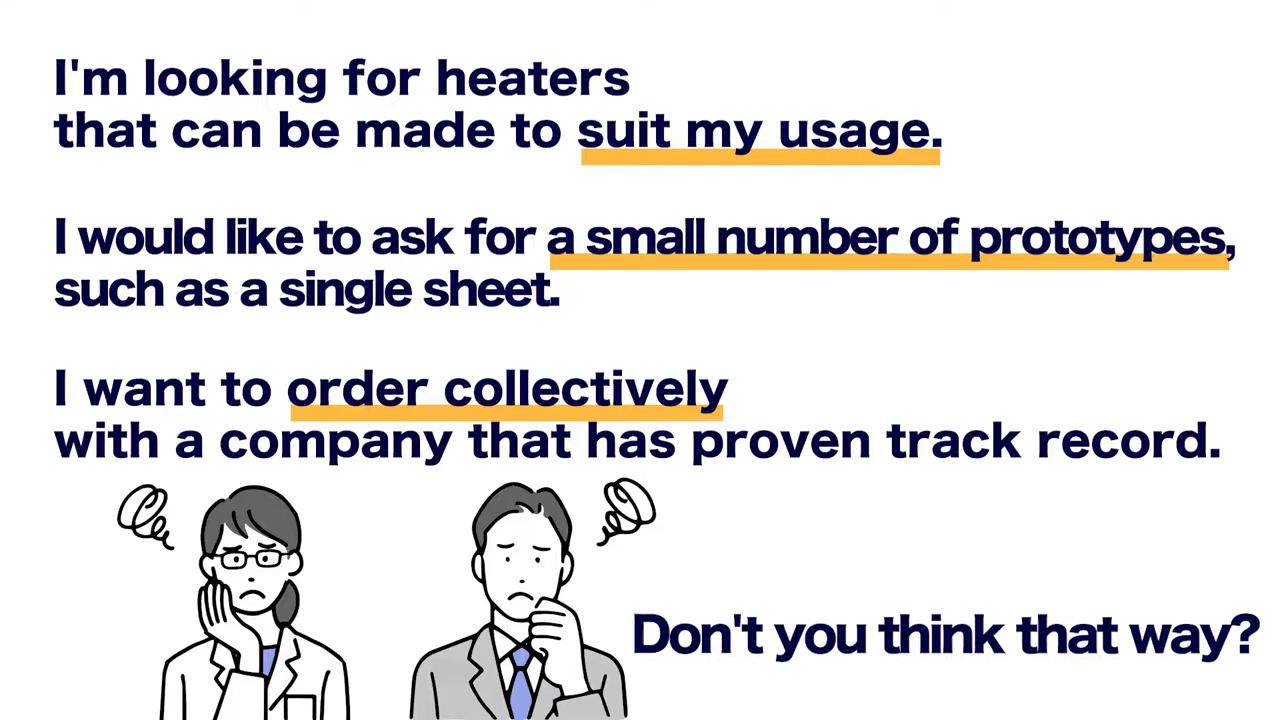 I'm looking for heaters
that can be made to suit my usage.
I would like to ask for a small number of prototypes,
such as a single sheet.
I want to order collectively
with a company that has proven track record.
Don't you think that way?